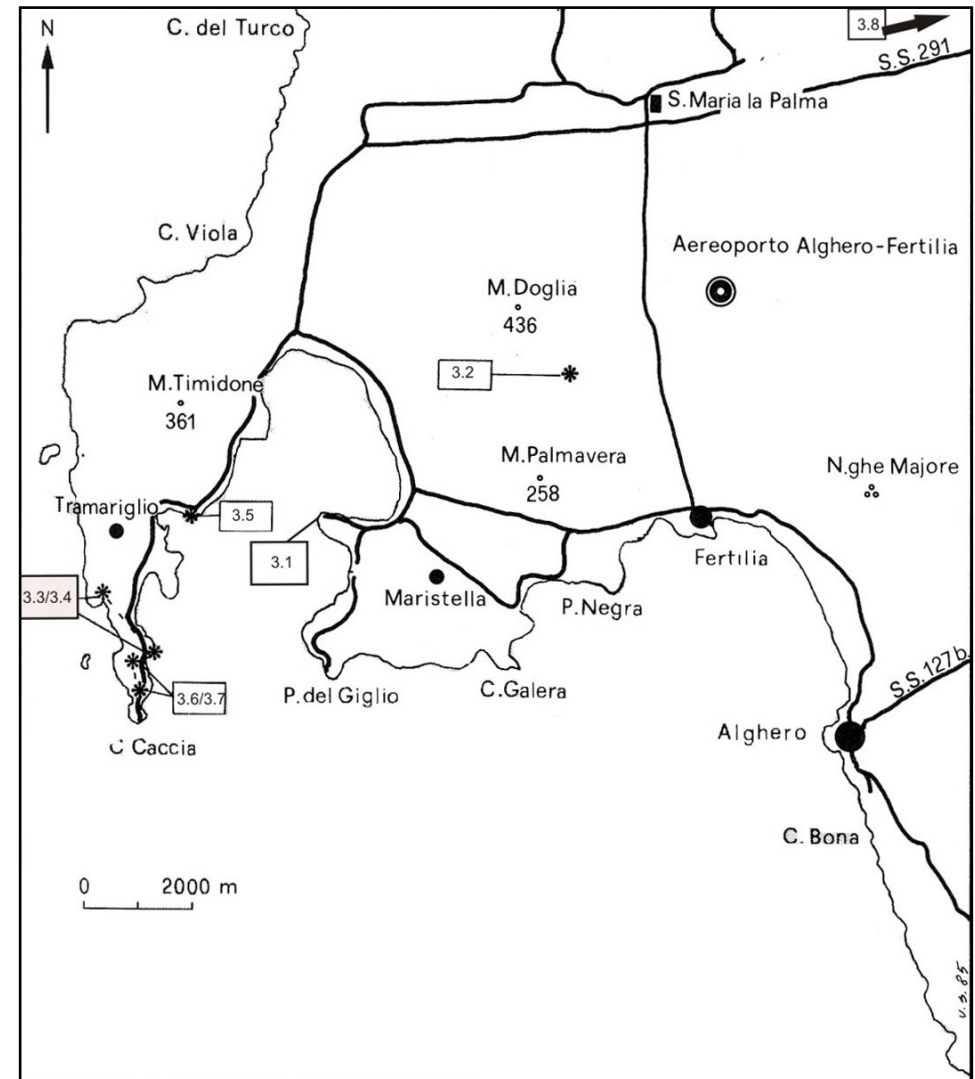 N
C. del Turco
3.8
S.S.291
S.Maria la Palma
C. Viola
Aereoporto Alghero-Fertilia
M.Doglia
436
3.2
M.Timidone
361
M.Palmavera
258
N.ghe Majore
Tramariglio
3.5
3.1
Fertilia
3.3/3.4
Maristella
P.Negra
S.S.127b.
3.6/3.7
P. del Giglio
C.Galera
C Caccia
Alghero
C. Bona
0 2000 m
v.s.85